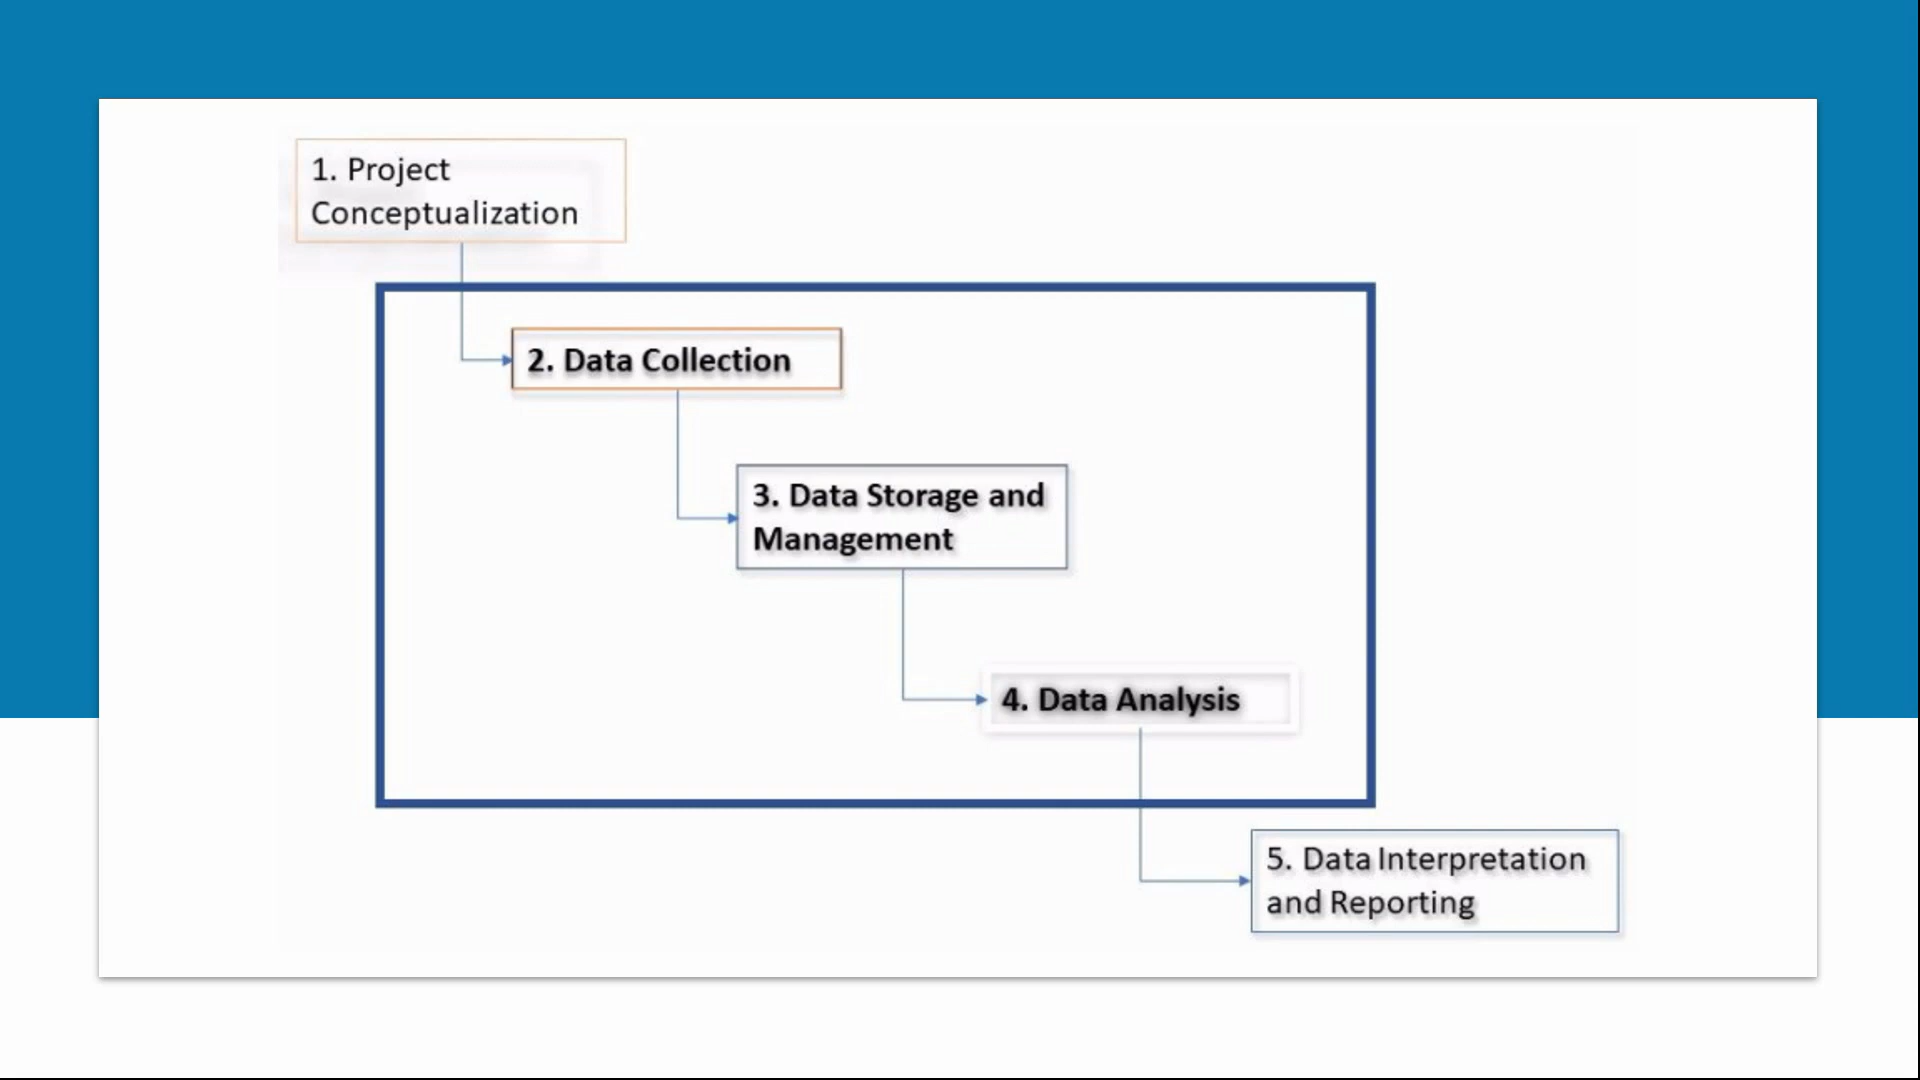 1. Project
Conceptualization
2. Data Collection
3. Data Storage and
Management
4. Data Analysis
5. Data Interpretation
and Reporting